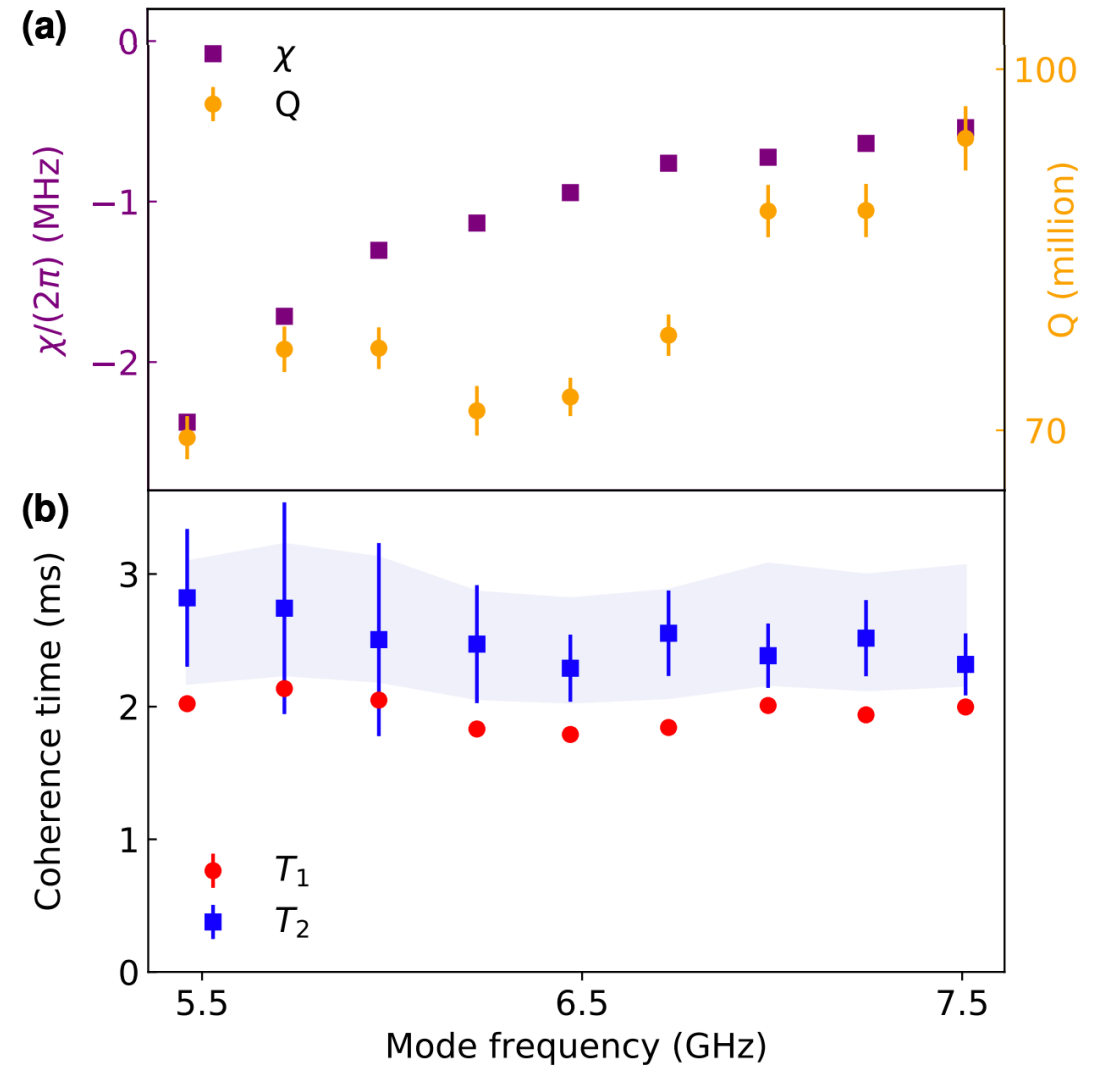 (a)
0
−1
−2
χ/(2π) (MHz)
χ
Q
100
70
Q (million)
(b)
3
2
1
0
Coherence time (ms)
T₁
T₂
5.5
6.5
7.5
Mode frequency (GHz)